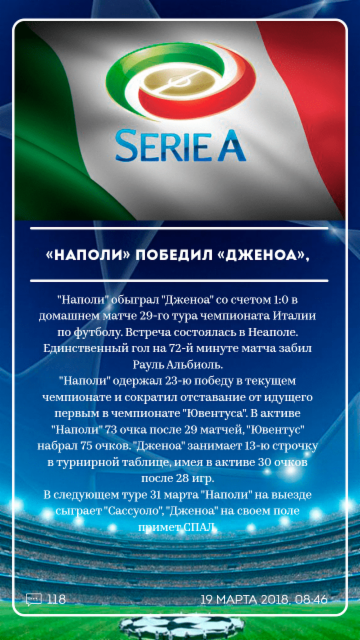 SERIE A
«НАПОЛИ» ПОБЕДИЛ «ДЖЕНОА»,
"Наполи" обыграл "Дженоа" со счетом 1:0 в
домашнем матче 29-го тура чемпионата Италии
по футболу. Встреча состоялась в Неаполе.
Единственный гол на 72-й минуте матча забил
Рауль Альбиоль.
"Наполи" одержал 23-ю победу в текущем
чемпионате и сократил отставание от идущего
первым в чемпионате "Ювентуса". В активе
"Наполи" 73 очка после 29 матчей, "Ювентус"
набрал 75 очков. "Дженоа" занимает 13-ю строчку
в турнирной таблице, имея в активе 30 очков
после 28 игр.
В следующем туре 31 марта "Наполи" на выезде
сыграет "Сассуоло", "Дженоа" на своем поле
примет СПАЛ.
118
19 МАРТА 2018, 08:46